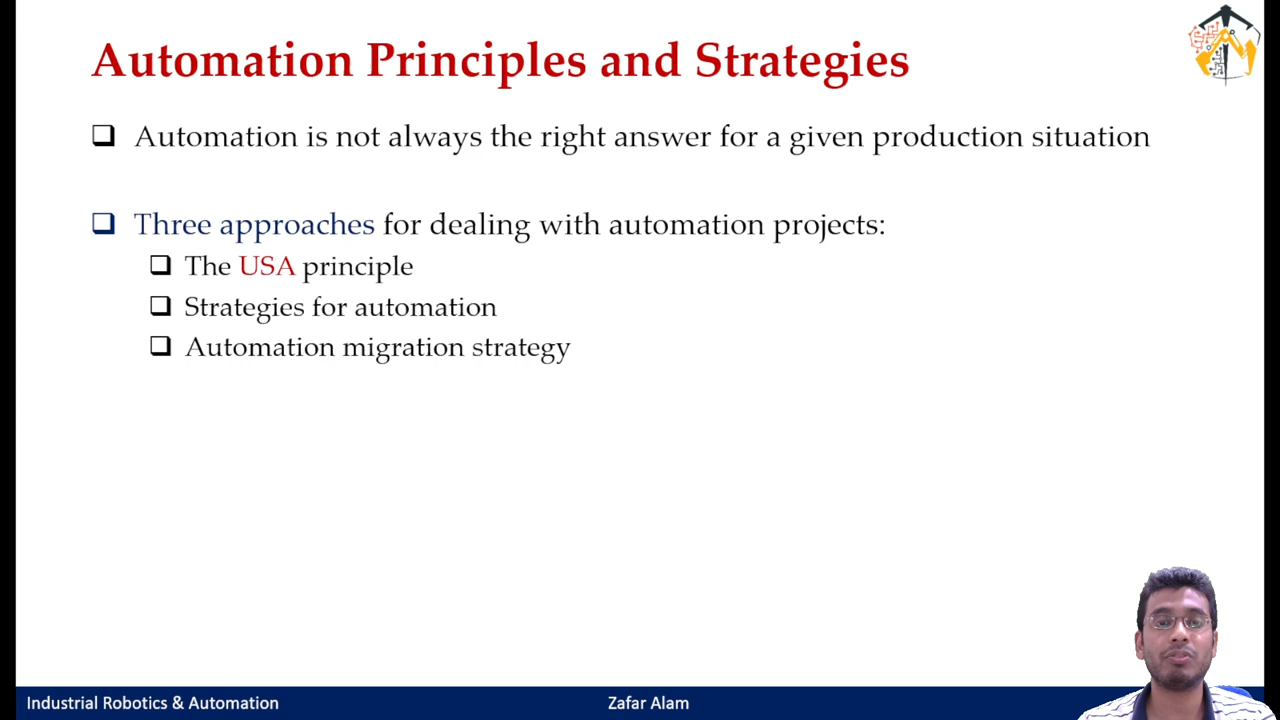 Automation Principles and Strategies
Automation is not always the right answer for a given production situation
Three approaches for dealing with automation projects:
The USA principle
Strategies for automation
Automation migration strategy
Industrial Robotics & Automation
Zafar Alam